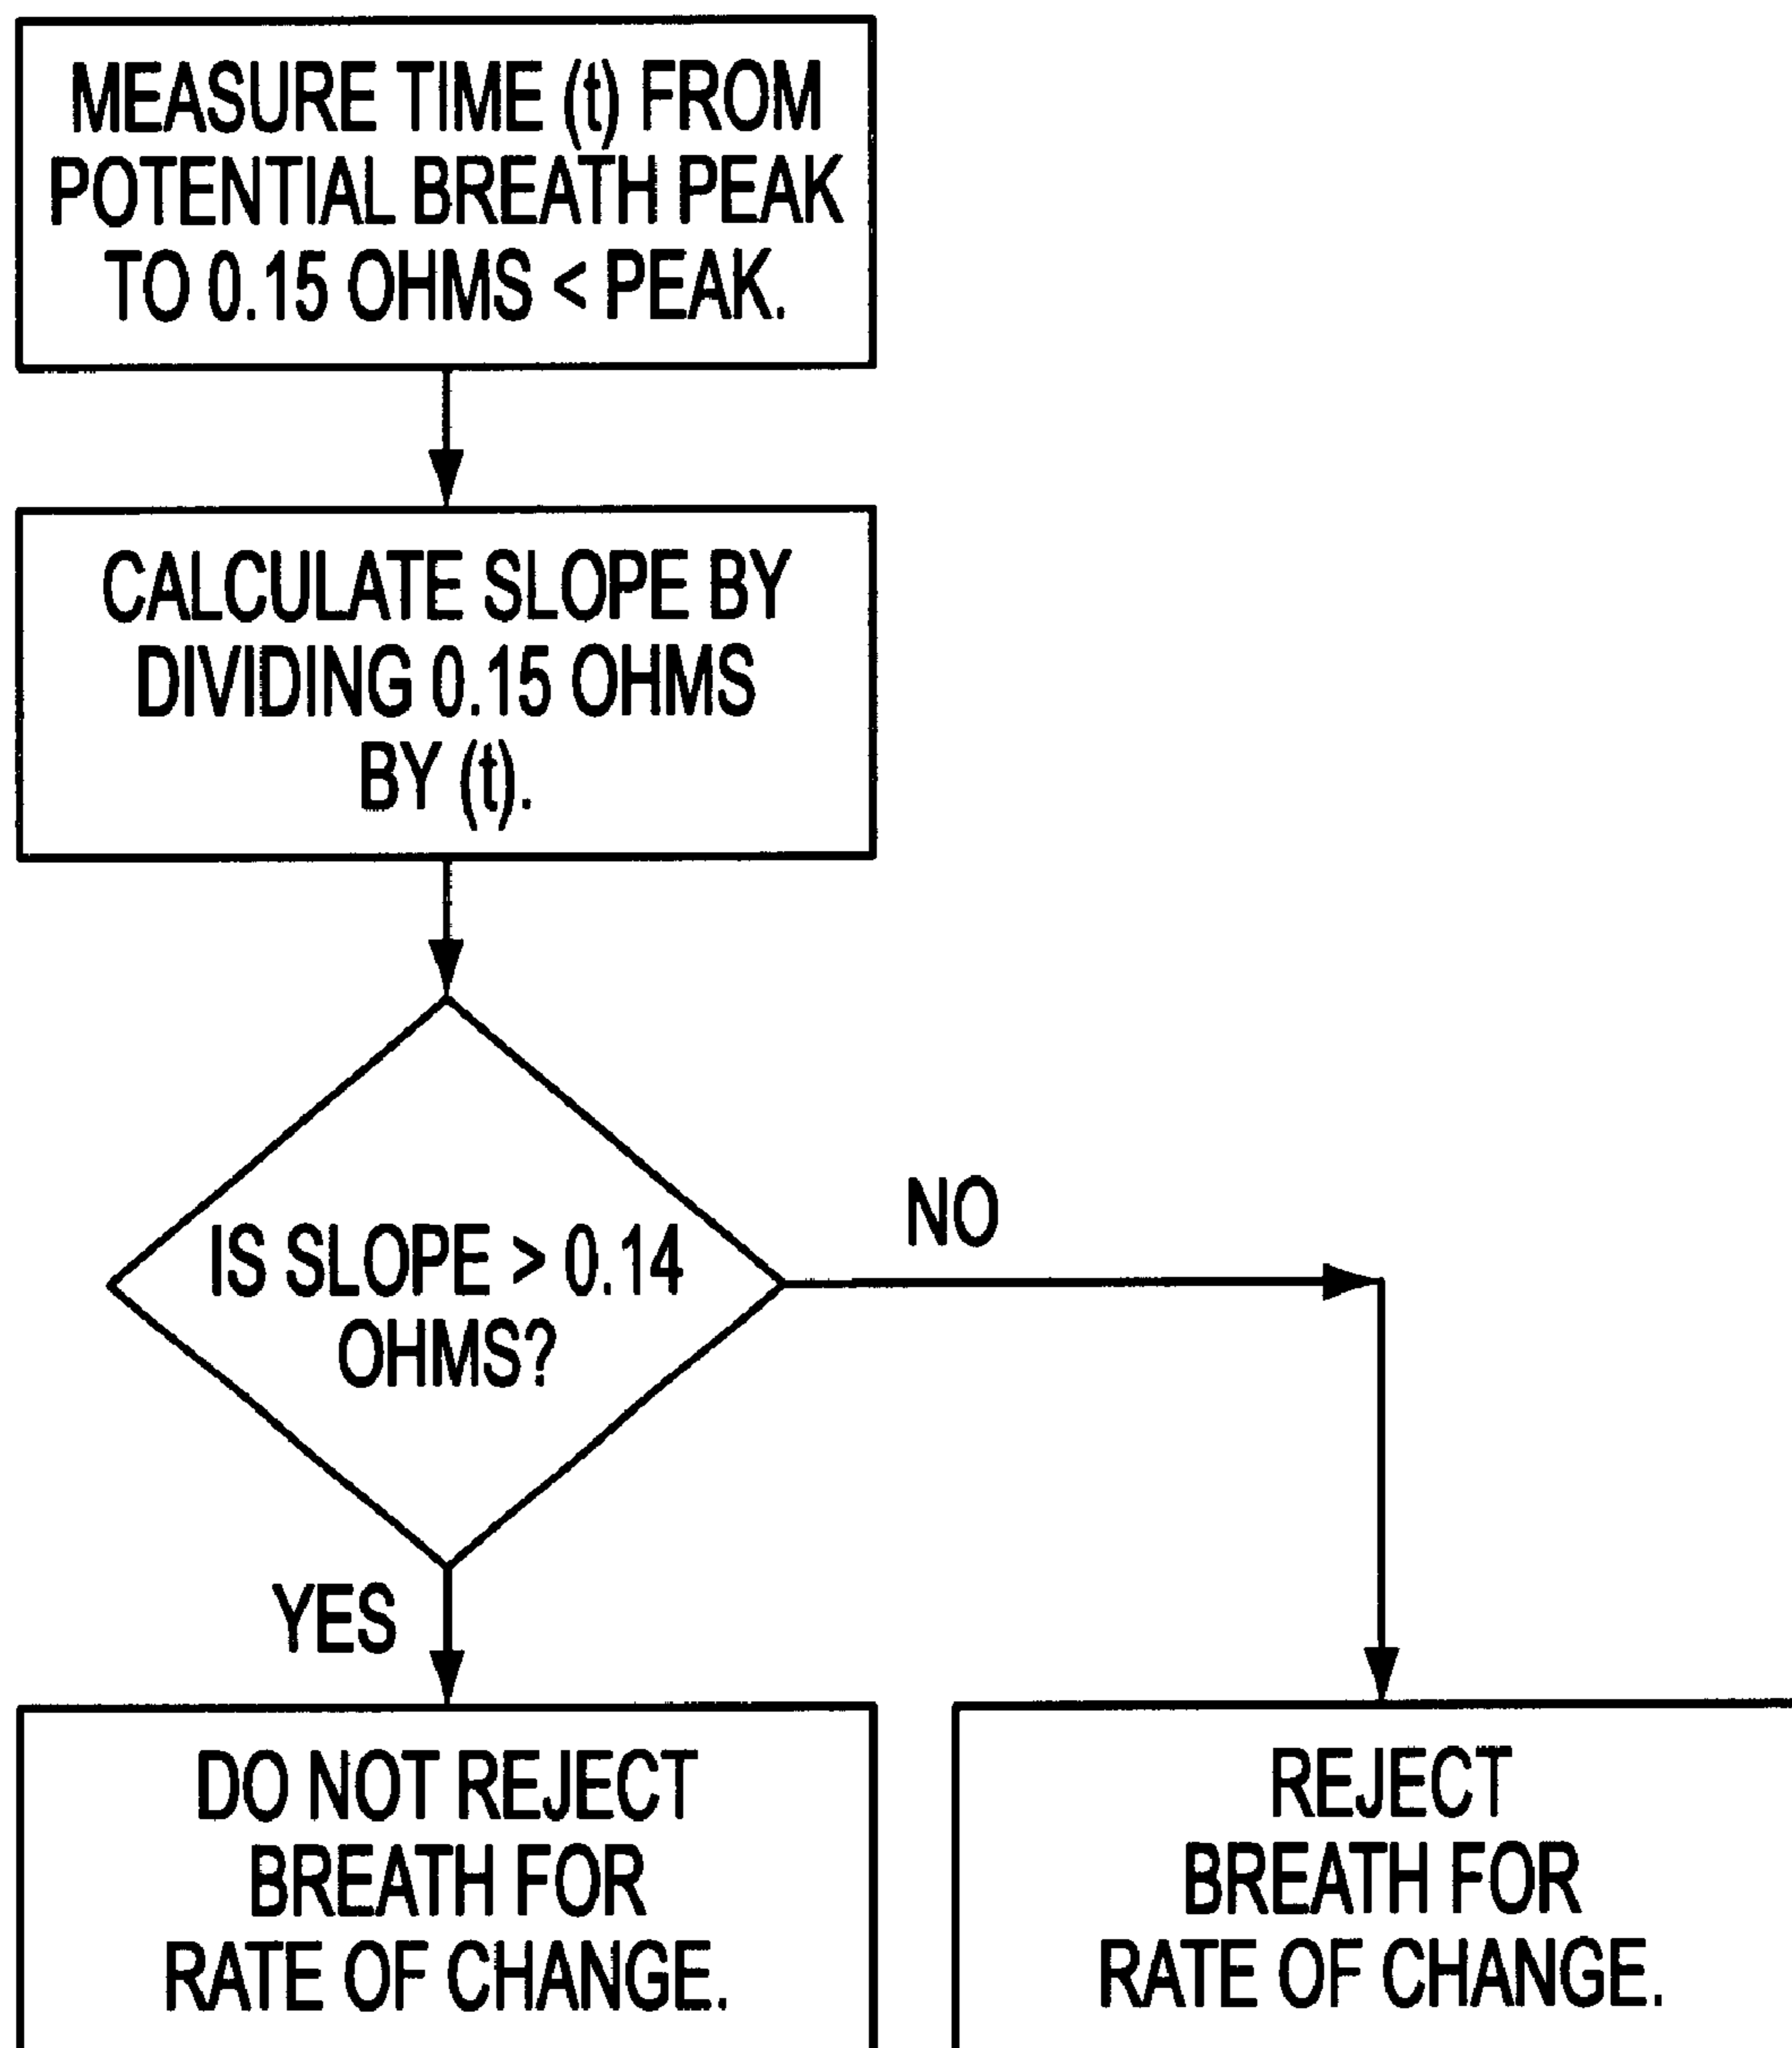 MEASURE TIME (t) FROM
POTENTIAL BREATH PEAK
TO 0.15 OHMS < PEAK.
CALCULATE SLOPE BY
DIVIDING 0.15 OHMS
BY (t).
IS SLOPE > 0.14
OHMS?
NO
YES
DO NOT REJECT
BREATH FOR
RATE OF CHANGE.
REJECT
BREATH FOR
RATE OF CHANGE.